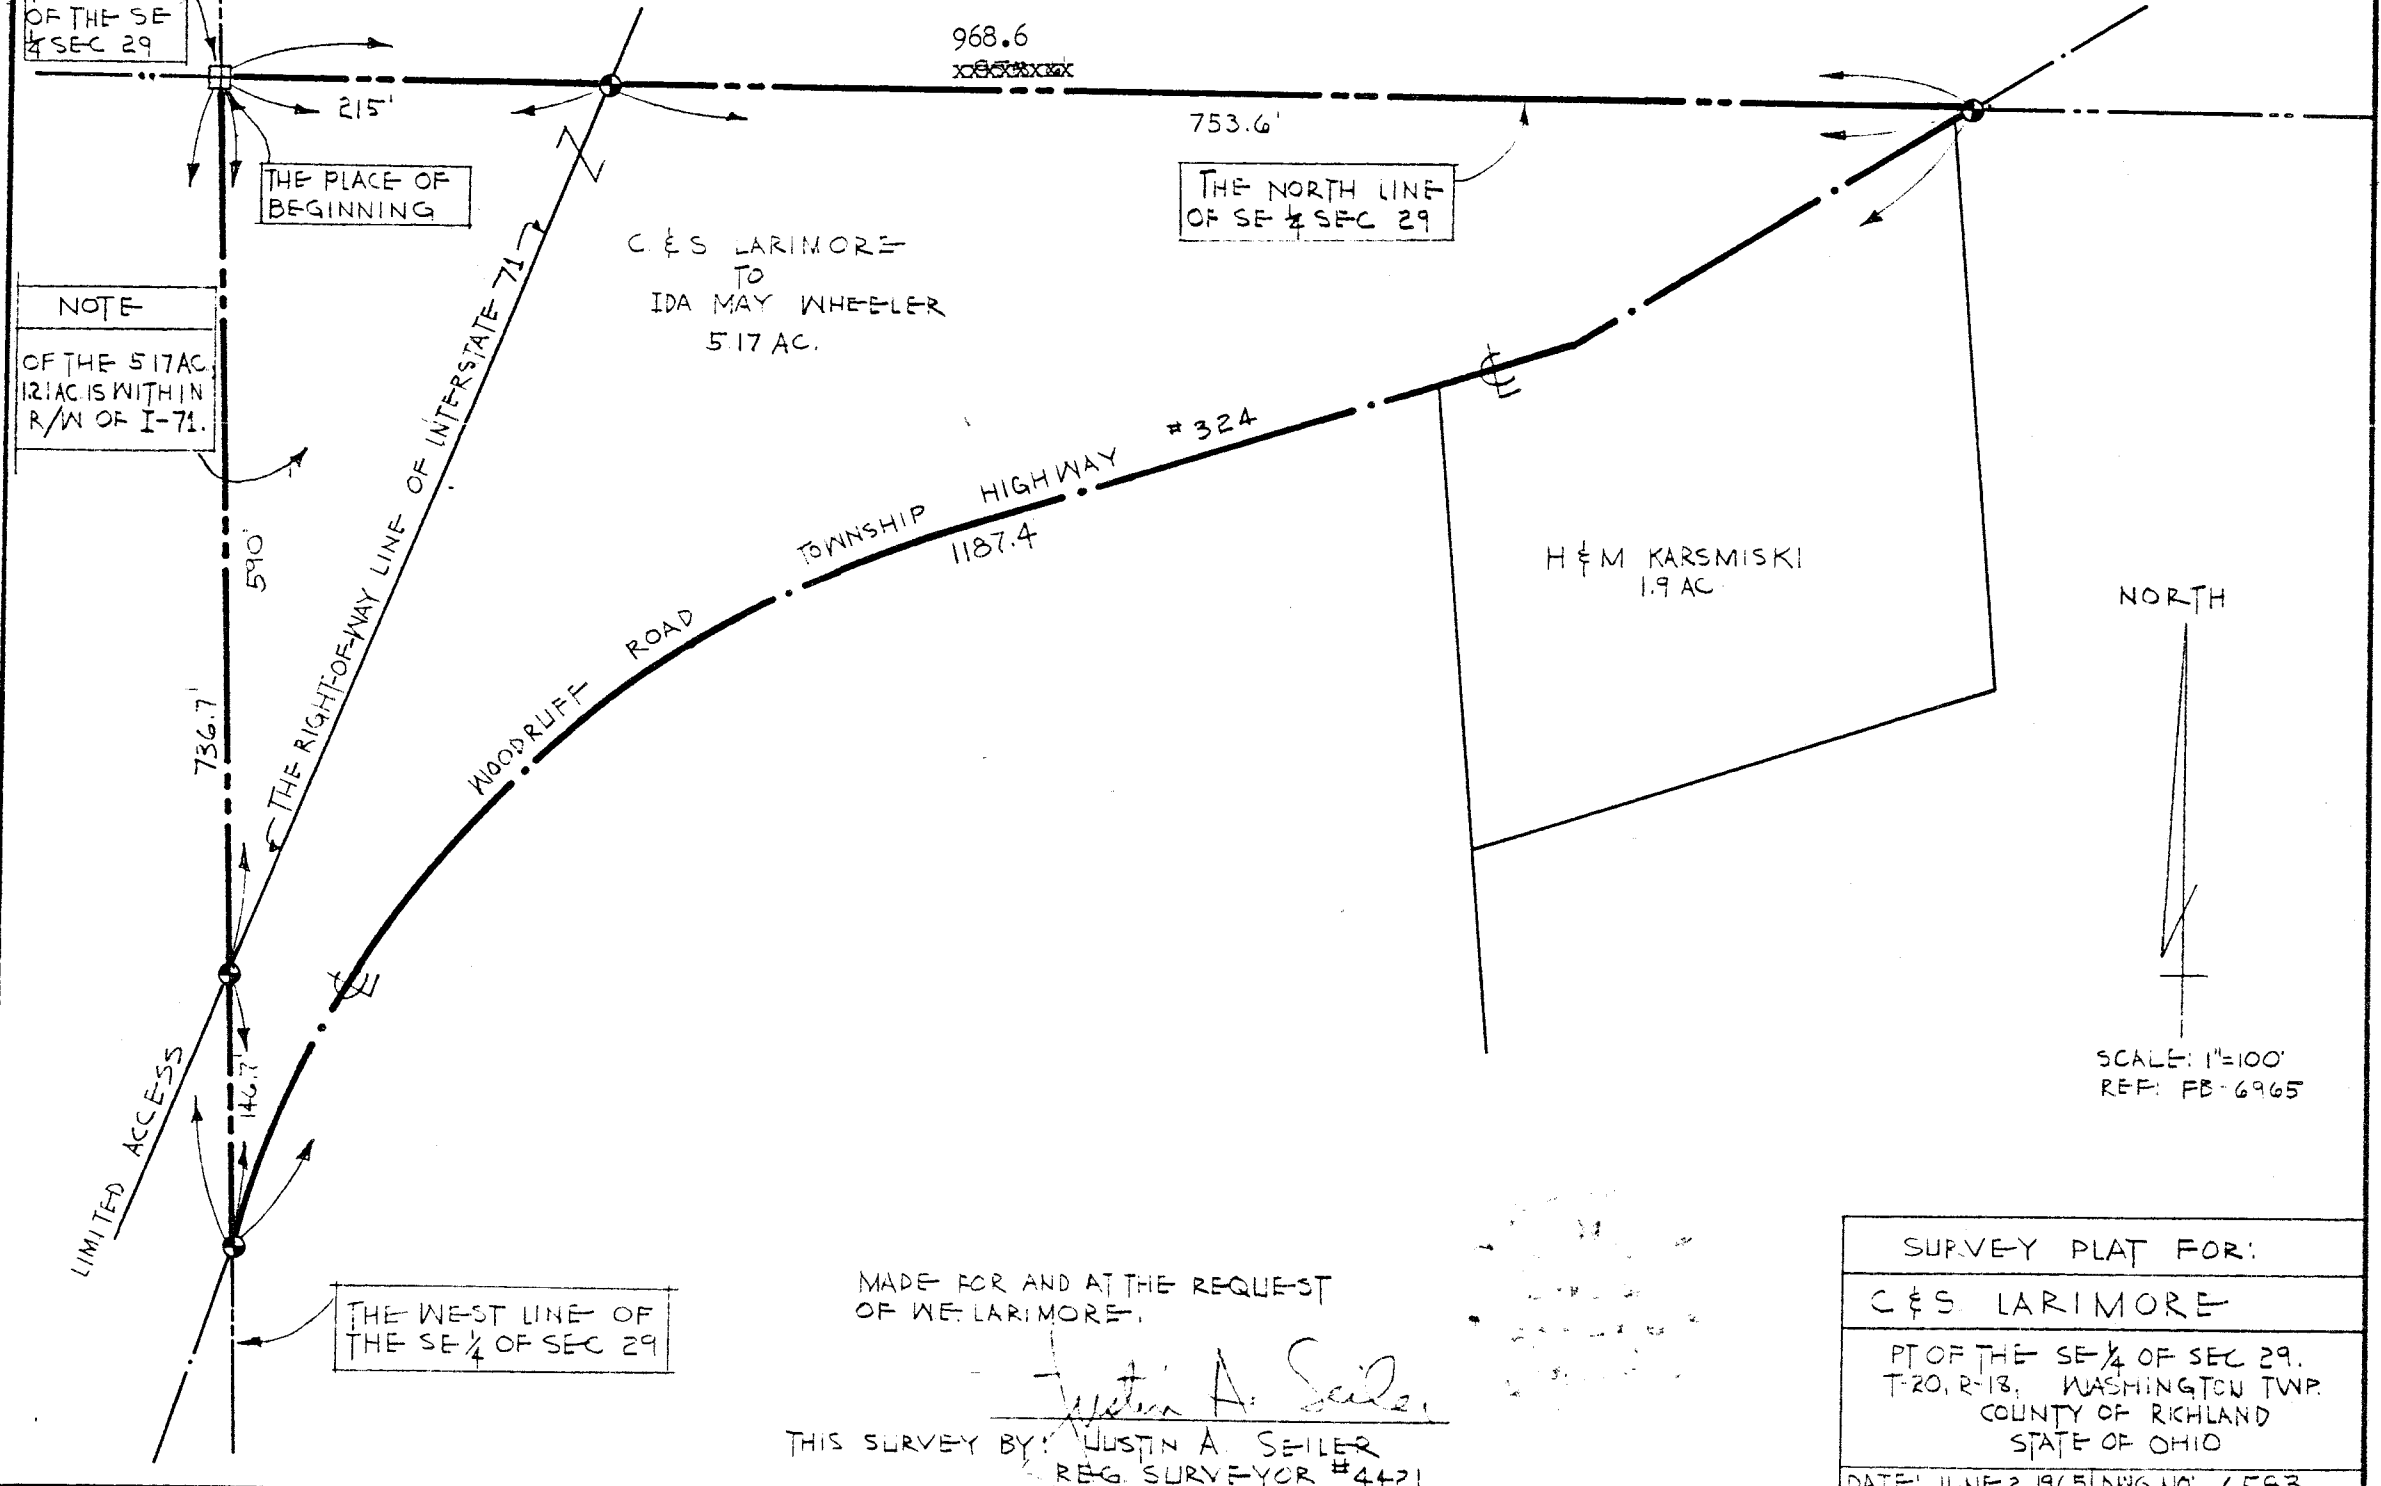 OF THE SE
¼ SEC 29
968.6
215'
753.6'
THE PLACE OF
BEGINNING
THE NORTH LINE
OF SE ¼ SEC 29
C. & S LARIMORE
TO
IDA MAY WHEELER
5.17 AC.
NOTE
OF THE 5.17AC.
1.21AC. IS WITHIN
R/W OF I-71.
THE RIGHT-OF-WAY LINE OF INTERSTATE 71
590'
736.7'
WOODRUFF ROAD TOWNSHIP HIGHWAY #324
1187.4
H & M KARSMISKI
1.9 AC
NORTH
SCALE: 1"=100'
REF: FB-6965
146.7'
LIMITED ACCESS
THE WEST LINE OF
THE SE ¼ OF SEC 29
MADE FOR AND AT THE REQUEST
OF W.E. LARIMORE.
Justin A. Seiler
THIS SURVEY BY: JUSTIN A. SEILER
REG. SURVEYOR #4421
SURVEY PLAT FOR:
C & S LARIMORE
PT OF THE SE ¼ OF SEC 29.
T-20, R-18, WASHINGTON TWP.
COUNTY OF RICHLAND
STATE OF OHIO
DATE: JUNE 2